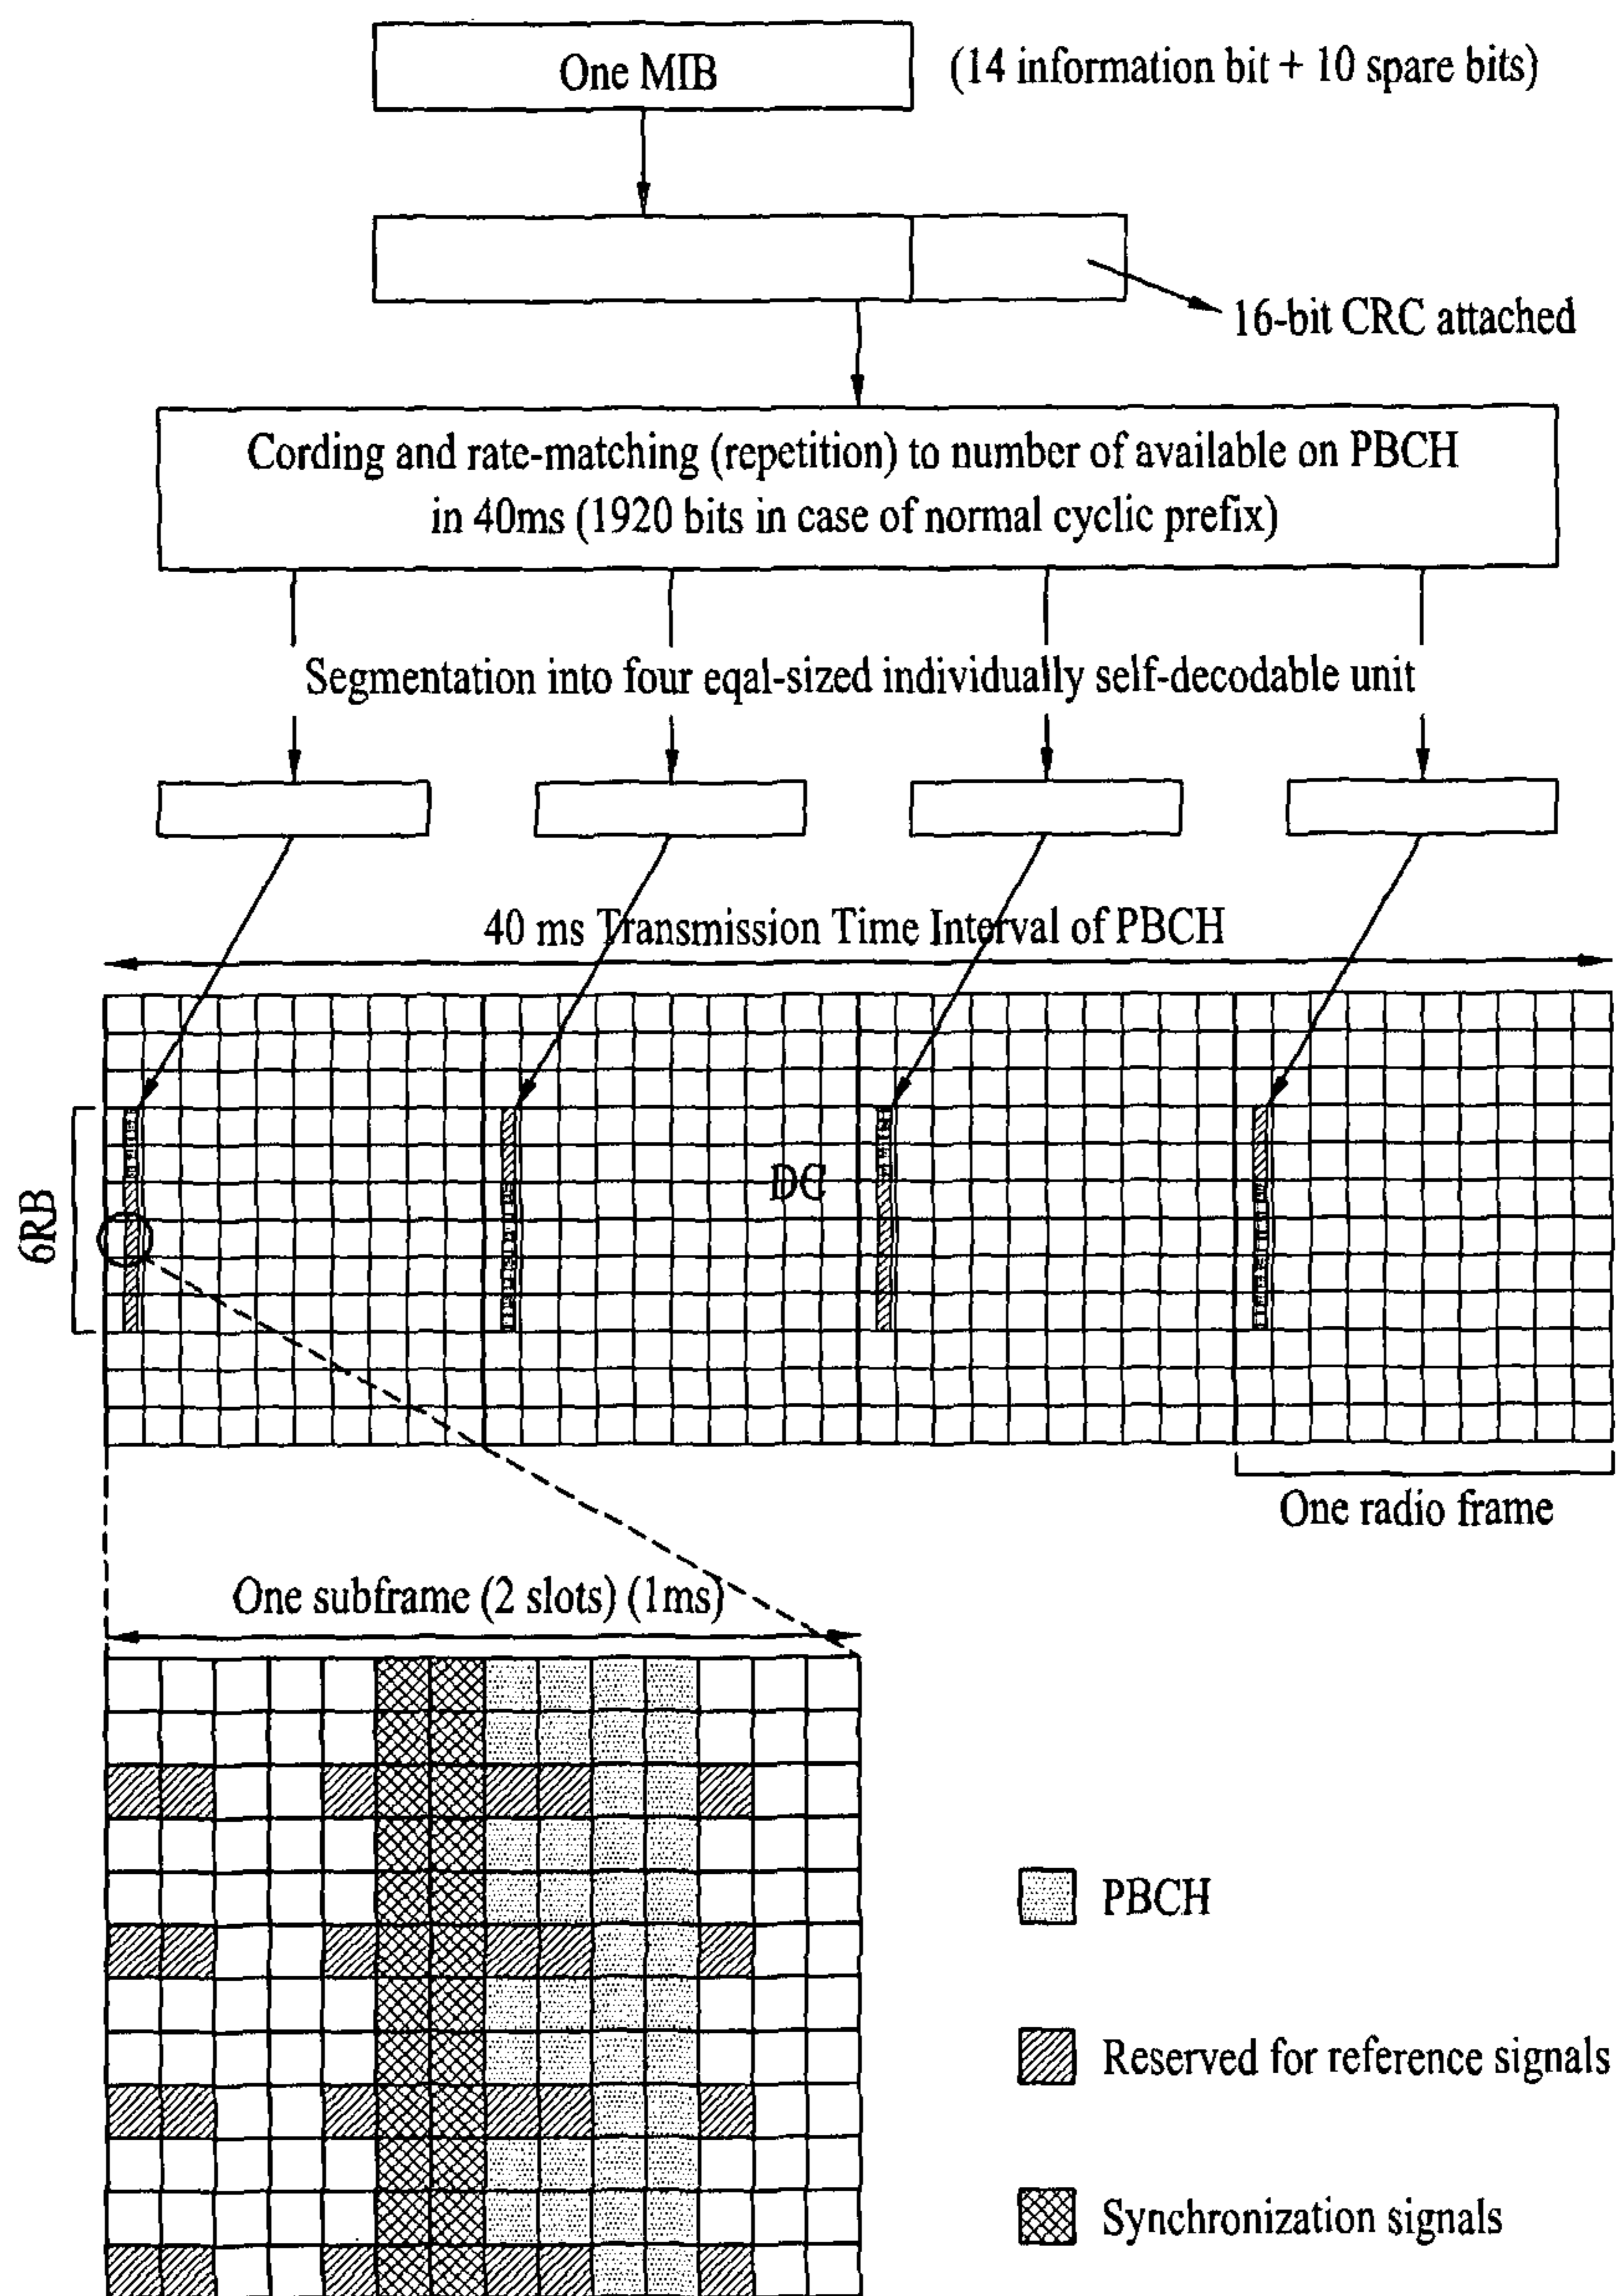 One MIB
(14 information bit + 10 spare bits)
16-bit CRC attached
Cording and rate-matching (repetition) to number of available on PBCH
in 40ms (1920 bits in case of normal cyclic prefix)
Segmentation into four eqal-sized individually self-decodable unit
40 ms Transmission Time Interval of PBCH
6RB
DC
One radio frame
One subframe (2 slots) (1ms)
PBCH
Reserved for reference signals
Synchronization signals